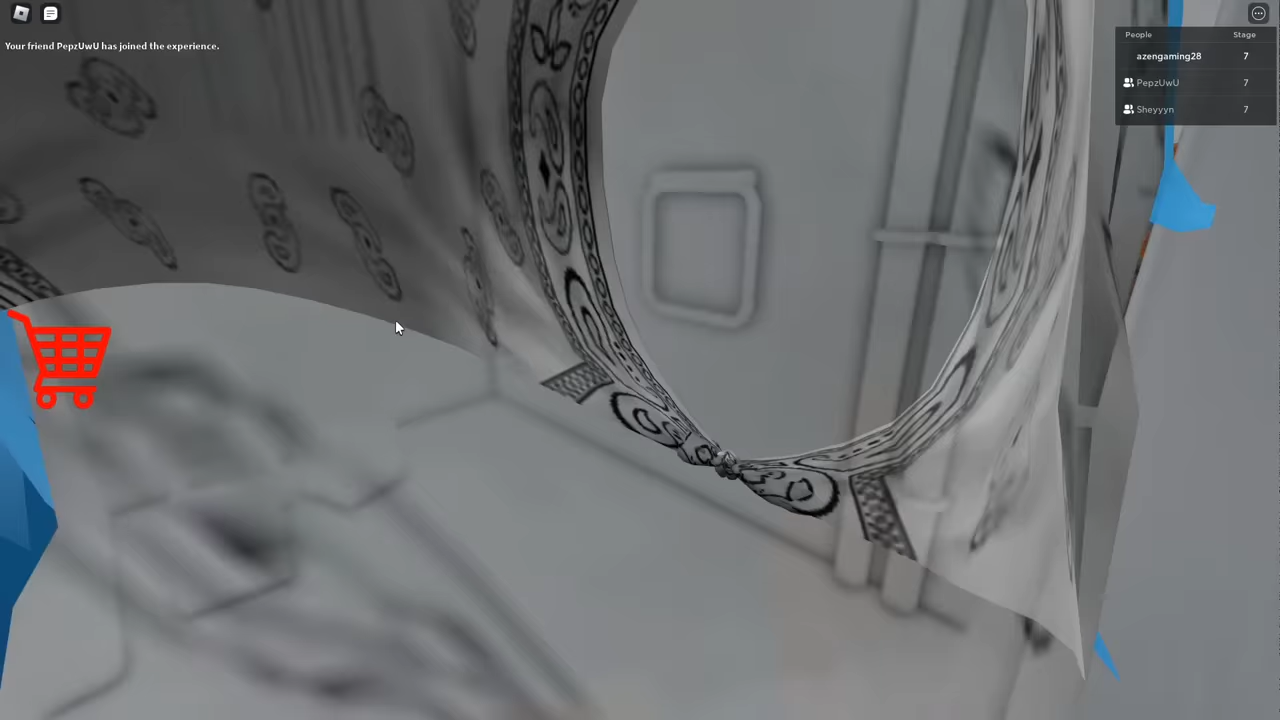 Your friend PepzUwU has joined the experience.
People Stage
azengaming28 7
PepzUwU 7
Sheyyyn 7